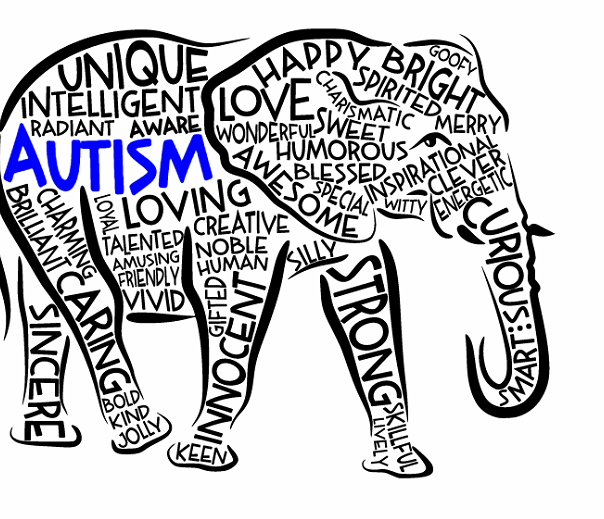 UNIQUE
INTELLIGENT
RADIANT AWARE
AUTISM
LOVING
LOYAL
CHARMING
BRILLIANT
TALENTED
AMUSING
FRIENDLY
VIVID
CREATIVE
NOBLE
HUMAN
GIFTED
INNOCENT
KEEN
CARING
BOLD
KIND
JOLLY
SINCERE
HAPPY
BRIGHT
GOOFY
LOVE
CHARISMATIC
SPIRITED
MERRY
WONDERFUL
SWEET
HUMOROUS
AWESOME
BLESSED
SPECIAL
INSPIRATIONAL
WITTY
CLEVER
ENERGETIC
CURIOUS
SMART
SILLY
STRONG
SKILLFUL
LIVELY